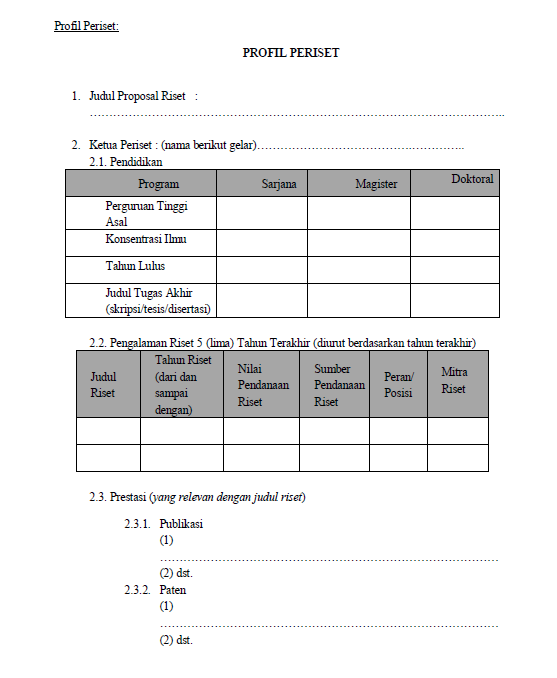 Profil Periset:
PROFIL PERISET
1. Judul Proposal Riset :
…………………………………………………………………………………………..
2. Ketua Periset : (nama berikut gelar)……………………………………………..
2.1. Pendidikan
Program Sarjana Magister Doktoral
Perguruan Tinggi
Asal
Konsentrasi Ilmu
Tahun Lulus
Judul Tugas Akhir
(skripsi/tesis/disertasi)
2.2. Pengalaman Riset 5 (lima) Tahun Terakhir (diurut berdasarkan tahun terakhir)
Judul
Riset
Tahun Riset
(dari dan
sampai
dengan)
Nilai
Pendanaan
Riset
Sumber
Pendanaan
Riset
Peran/
Posisi
Mitra
Riset
2.3. Prestasi (yang relevan dengan judul riset)
2.3.1. Publikasi
(1)
…………………………………………………………………………
(2) dst.
2.3.2. Paten
(1)
…………………………………………………………………………
(2) dst.